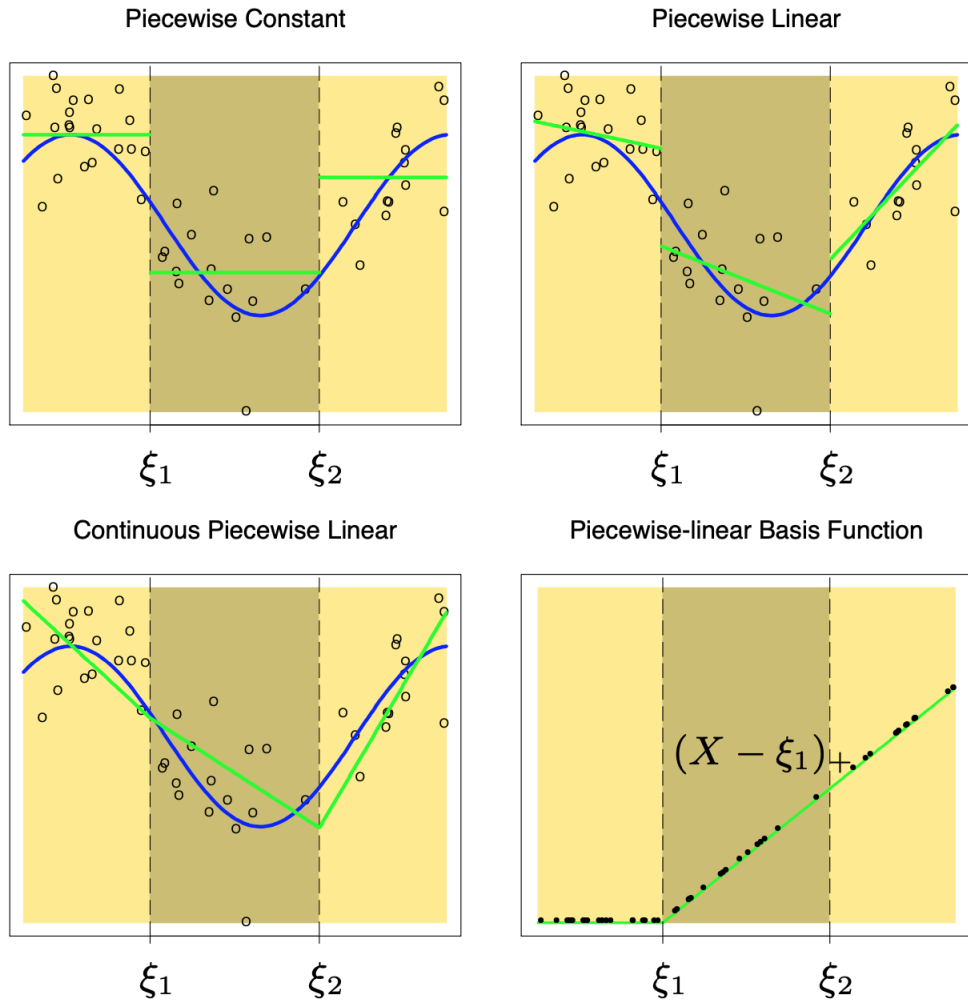 Piecewise Constant
Piecewise Linear
ξ₁ ξ₂
ξ₁ ξ₂
Continuous Piecewise Linear
Piecewise-linear Basis Function
(X − ξ₁)₊
ξ₁ ξ₂
ξ₁ ξ₂